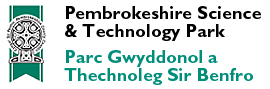 Pembrokeshire Science
& Technology Park
Parc Gwyddonol a
Thechnoleg Sir Benfro